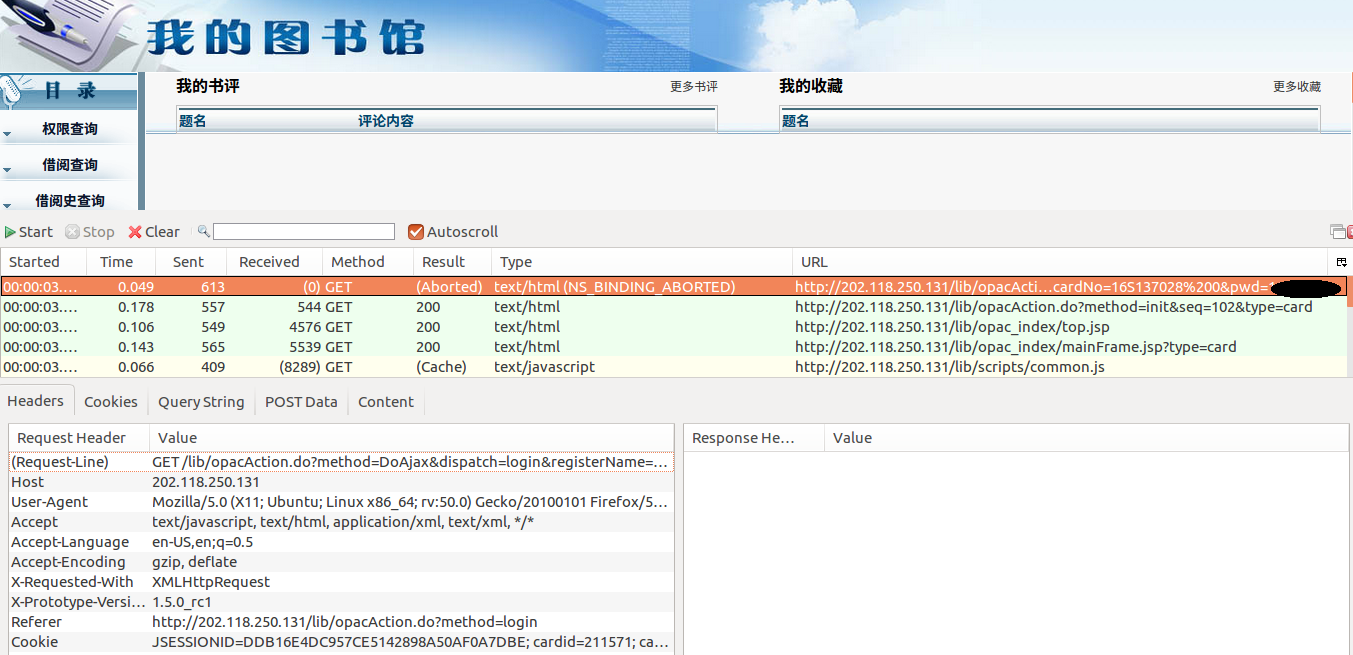 我的图书馆
目 录
权限查询
借阅查询
借阅史查询
我的书评 更多书评
题名 评论内容
我的收藏 更多收藏
题名
Start Stop Clear Autoscroll
Started Time Sent Received Method Result Type URL
00:00:03.… 0.049 613 (0) GET (Aborted) text/html (NS_BINDING_ABORTED) http://202.118.250.131/lib/opacActi…cardNo=16S137028%200&pwd=
00:00:03.… 0.178 557 544 GET 200 text/html http://202.118.250.131/lib/opacAction.do?method=init&seq=102&type=card
00:00:03.… 0.106 549 4576 GET 200 text/html http://202.118.250.131/lib/opac_index/top.jsp
00:00:03.… 0.143 565 5539 GET 200 text/html http://202.118.250.131/lib/opac_index/mainFrame.jsp?type=card
00:00:03.… 0.066 409 (8289) GET (Cache) text/javascript http://202.118.250.131/lib/scripts/common.js
Headers Cookies Query String POST Data Content
Request Header Value
(Request-Line) GET /lib/opacAction.do?method=DoAjax&dispatch=login&registerName=…
Host 202.118.250.131
User-Agent Mozilla/5.0 (X11; Ubuntu; Linux x86_64; rv:50.0) Gecko/20100101 Firefox/5…
Accept text/javascript, text/html, application/xml, text/xml, */*
Accept-Language en-US,en;q=0.5
Accept-Encoding gzip, deflate
X-Requested-With XMLHttpRequest
X-Prototype-Versi… 1.5.0_rc1
Referer http://202.118.250.131/lib/opacAction.do?method=login
Cookie JSESSIONID=DDB16E4DC957CE5142898A50AF0A7DBE; cardid=211571; ca…
Response He… Value